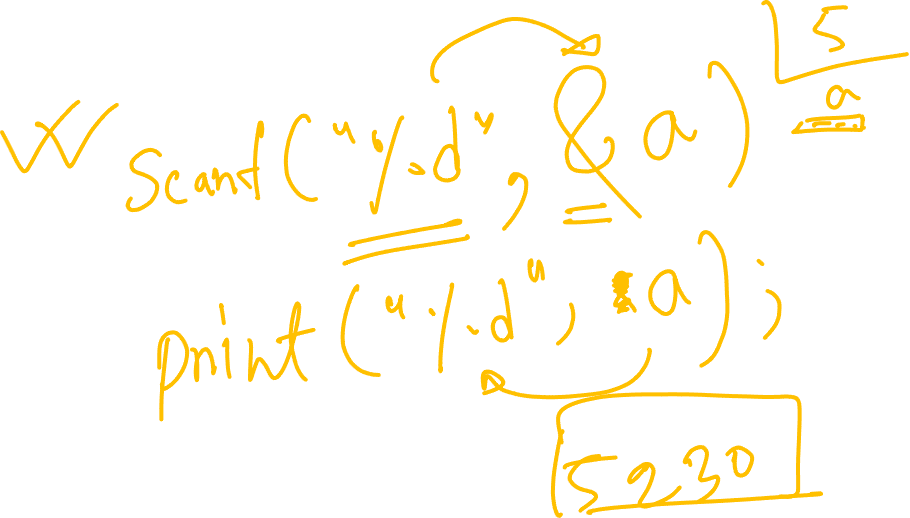 5
a
W scanf("%d", &a)
print("%d", a);
5230